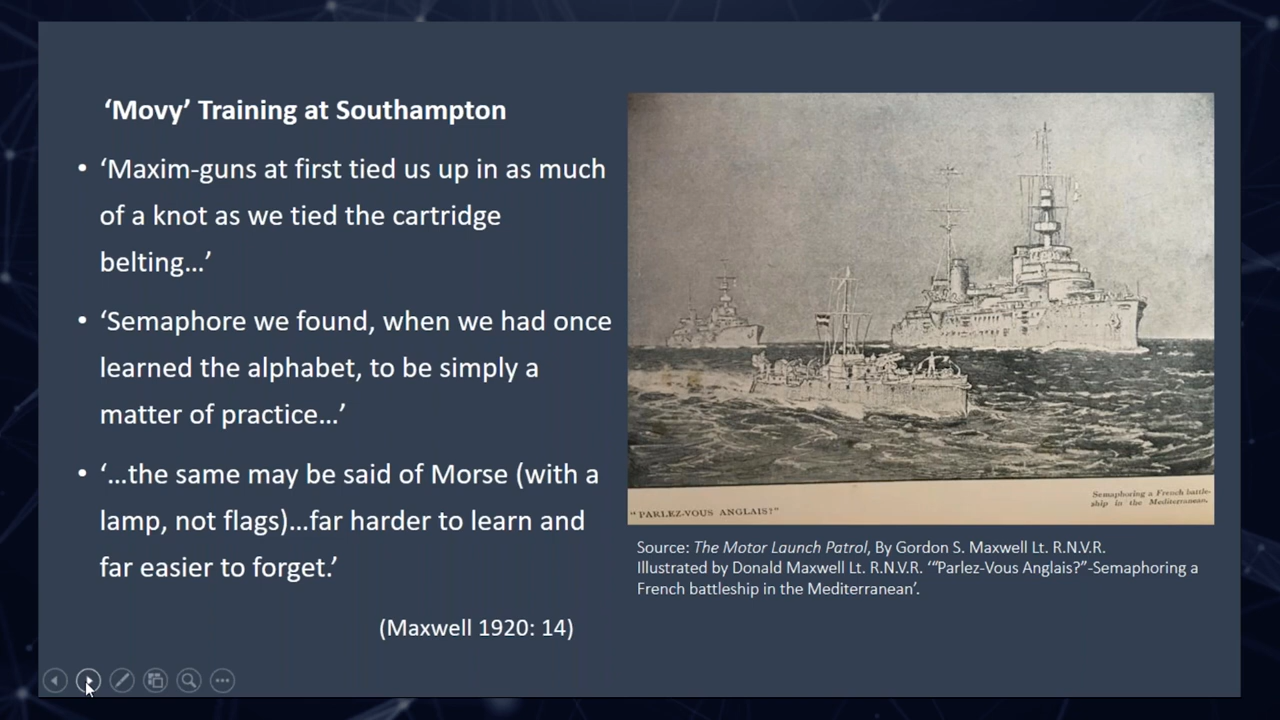 ‘Movy’ Training at Southampton
• ‘Maxim-guns at first tied us up in as much
of a knot as we tied the cartridge
belting…’
• ‘Semaphore we found, when we had once
learned the alphabet, to be simply a
matter of practice…’
• ‘…the same may be said of Morse (with a
lamp, not flags)…far harder to learn and
far easier to forget.’
(Maxwell 1920: 14)
"PARLEZ-VOUS ANGLAIS?"
Semaphoring a French battle-
ship in the Mediterranean.
Source: The Motor Launch Patrol, By Gordon S. Maxwell Lt. R.N.V.R.
Illustrated by Donald Maxwell Lt. R.N.V.R. ‘“Parlez-Vous Anglais?”-Semaphoring a
French battleship in the Mediterranean’.